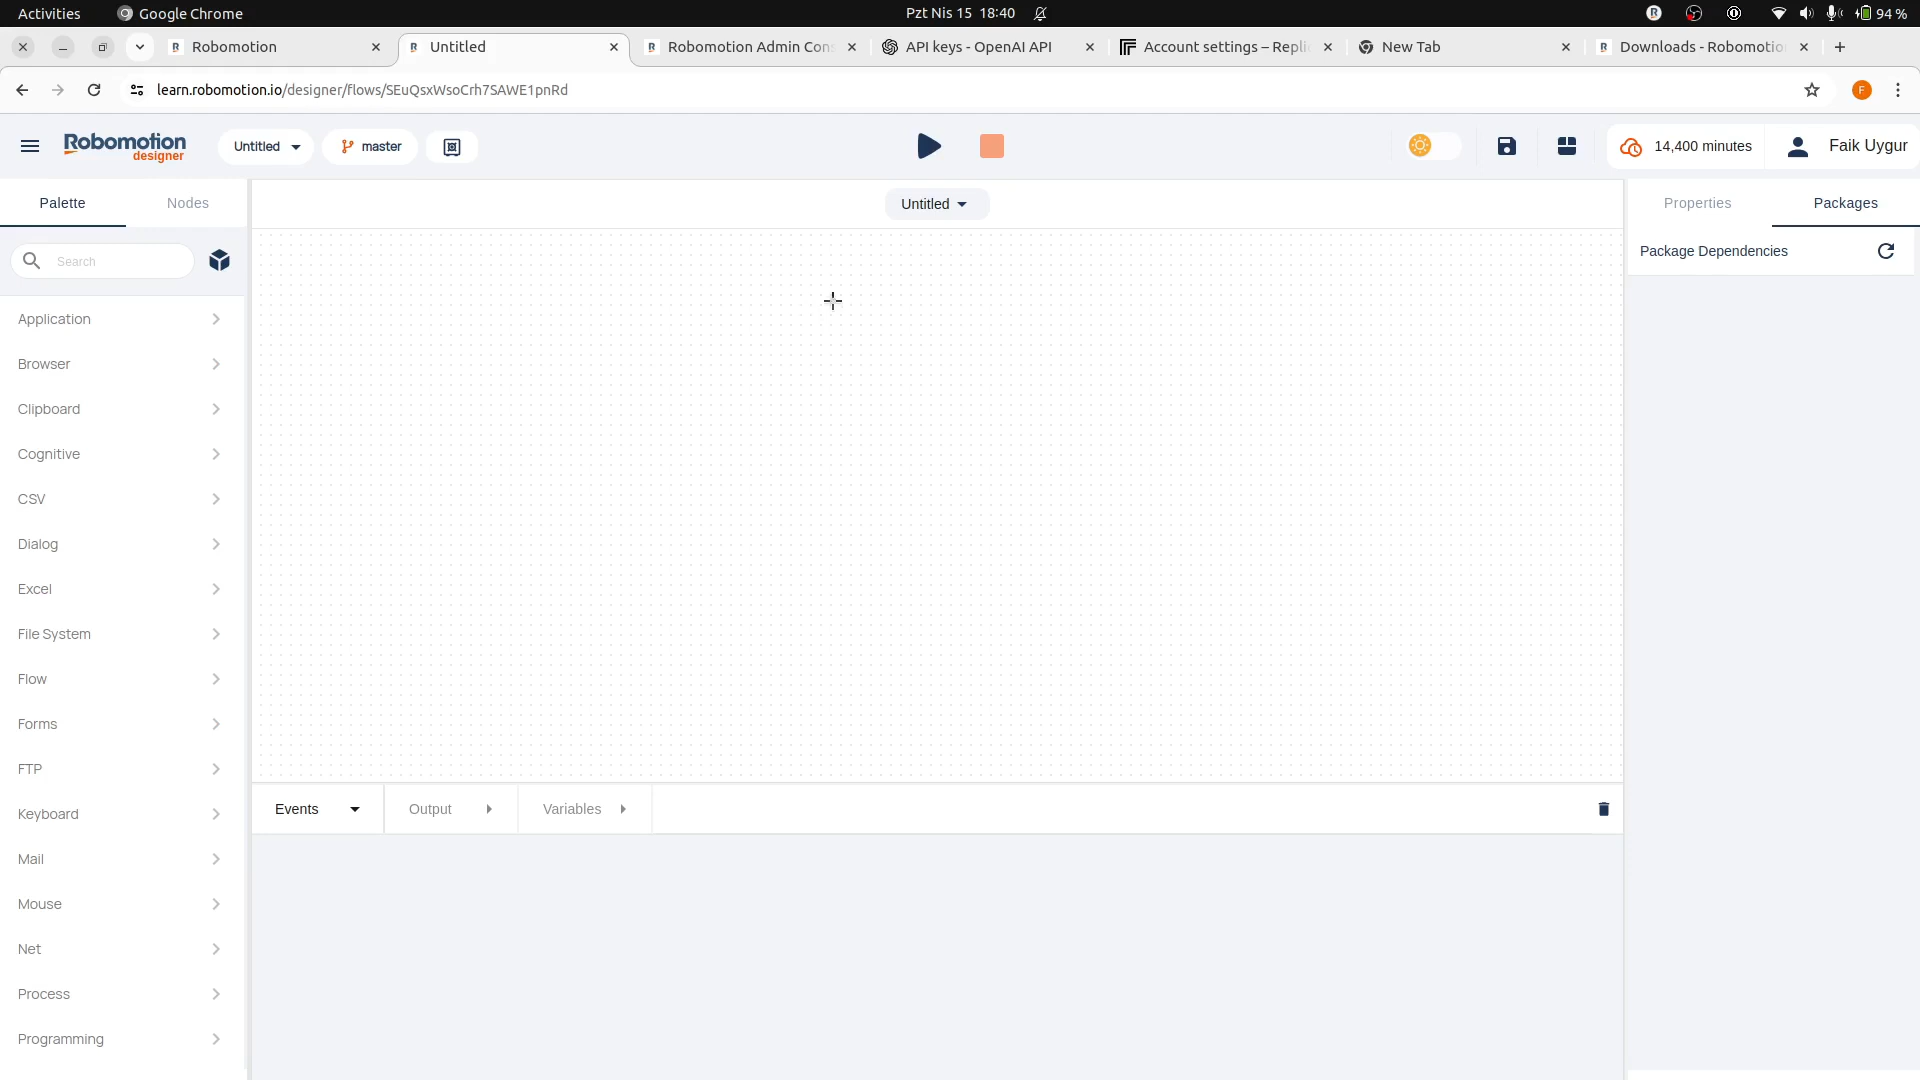 Activities
Google Chrome
Pzt Nis 15 18:40
94 %
Robomotion
Untitled
Robomotion Admin Con
API keys - OpenAI API
Account settings – Repli
New Tab
Downloads - Robomotio
learn.robomotion.io/designer/flows/SEuQsxWsoCrh7SAWE1pnRd
F
Robomotion
designer
Untitled
master
14,400 minutes
Faik Uygur
Palette
Nodes
Untitled
Properties
Packages
Search
Package Dependencies
Application
Browser
Clipboard
Cognitive
CSV
Dialog
Excel
File System
Flow
Forms
FTP
Keyboard
Mail
Mouse
Net
Process
Programming
Events
Output
Variables